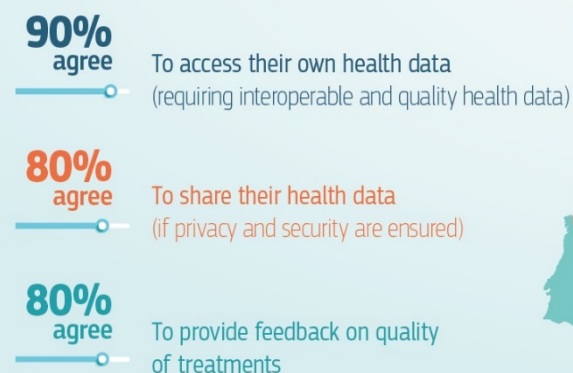 90%
agree
To access their own health data
(requiring interoperable and quality health data)
80%
agree
To share their health data
(if privacy and security are ensured)
80%
agree
To provide feedback on quality
of treatments